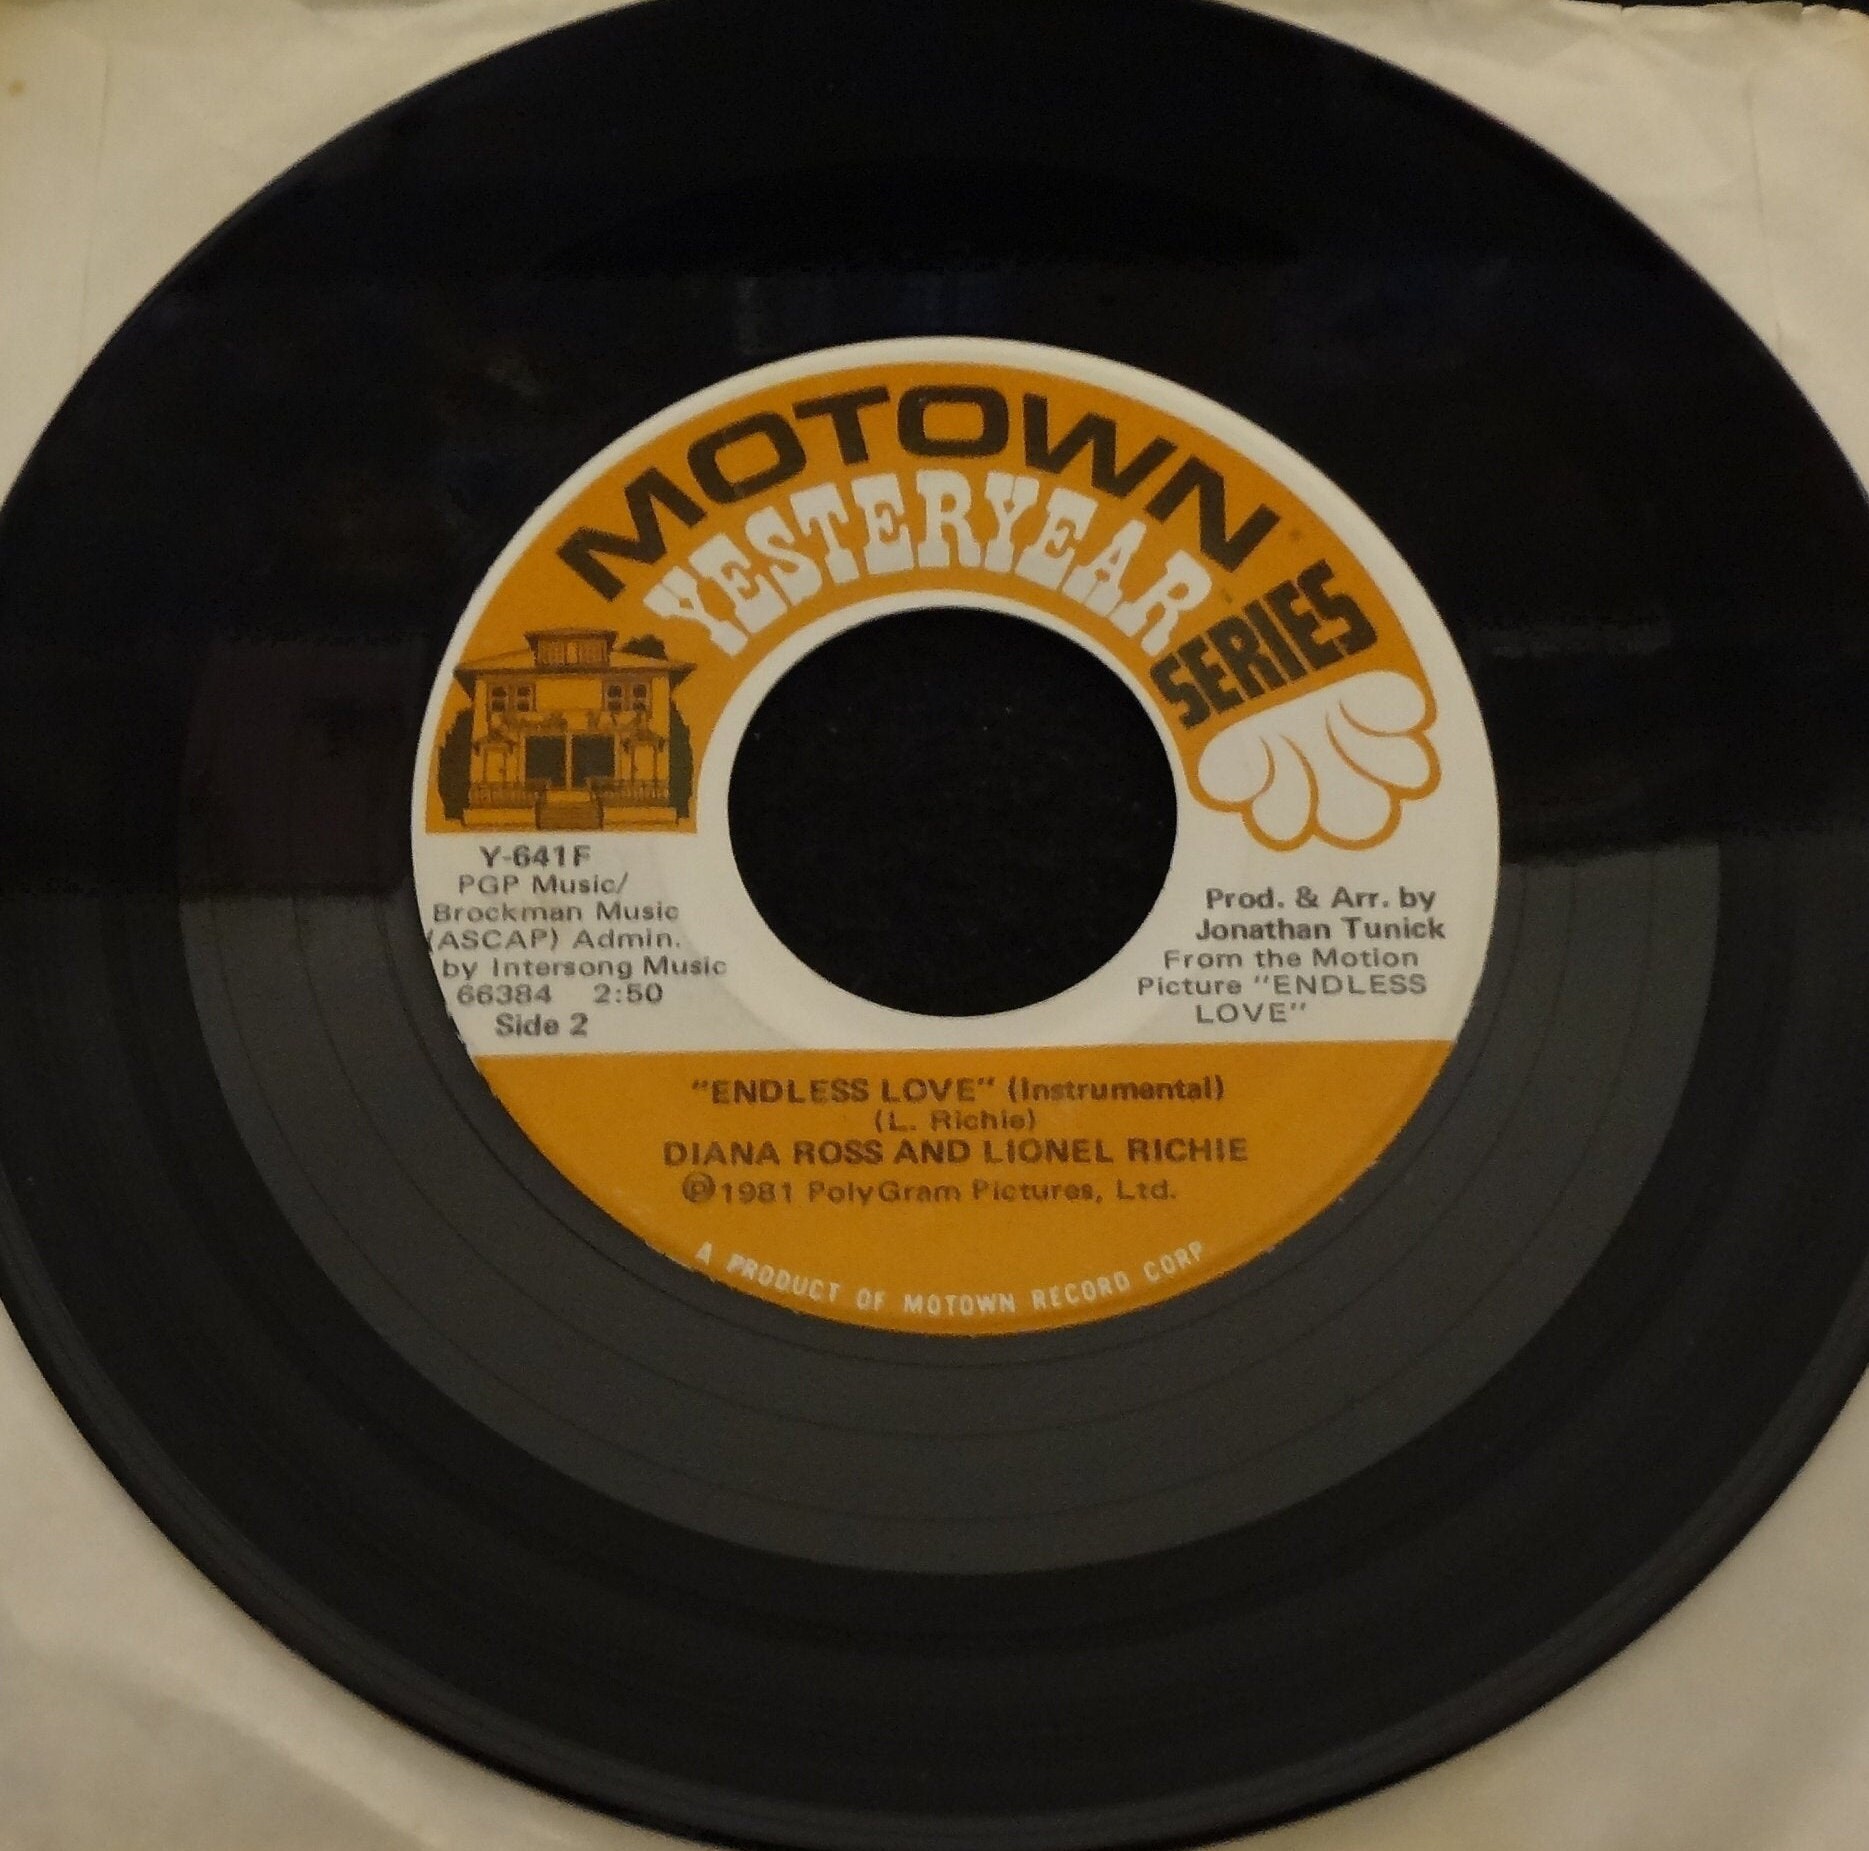 MOTOWN
YESTERYEAR
SERIES
Y-641F
PGP Music/
Brockman Music
(ASCAP) Admin.
by Intersong Music
66384 2:50
Side 2
Prod. & Arr. by
Jonathan Tunick
From the Motion
Picture "ENDLESS
LOVE"
"ENDLESS LOVE" (Instrumental)
(L. Richie)
DIANA ROSS AND LIONEL RICHIE
Ⓟ1981 PolyGram Pictures, Ltd.
A PRODUCT OF MOTOWN RECORD CORP